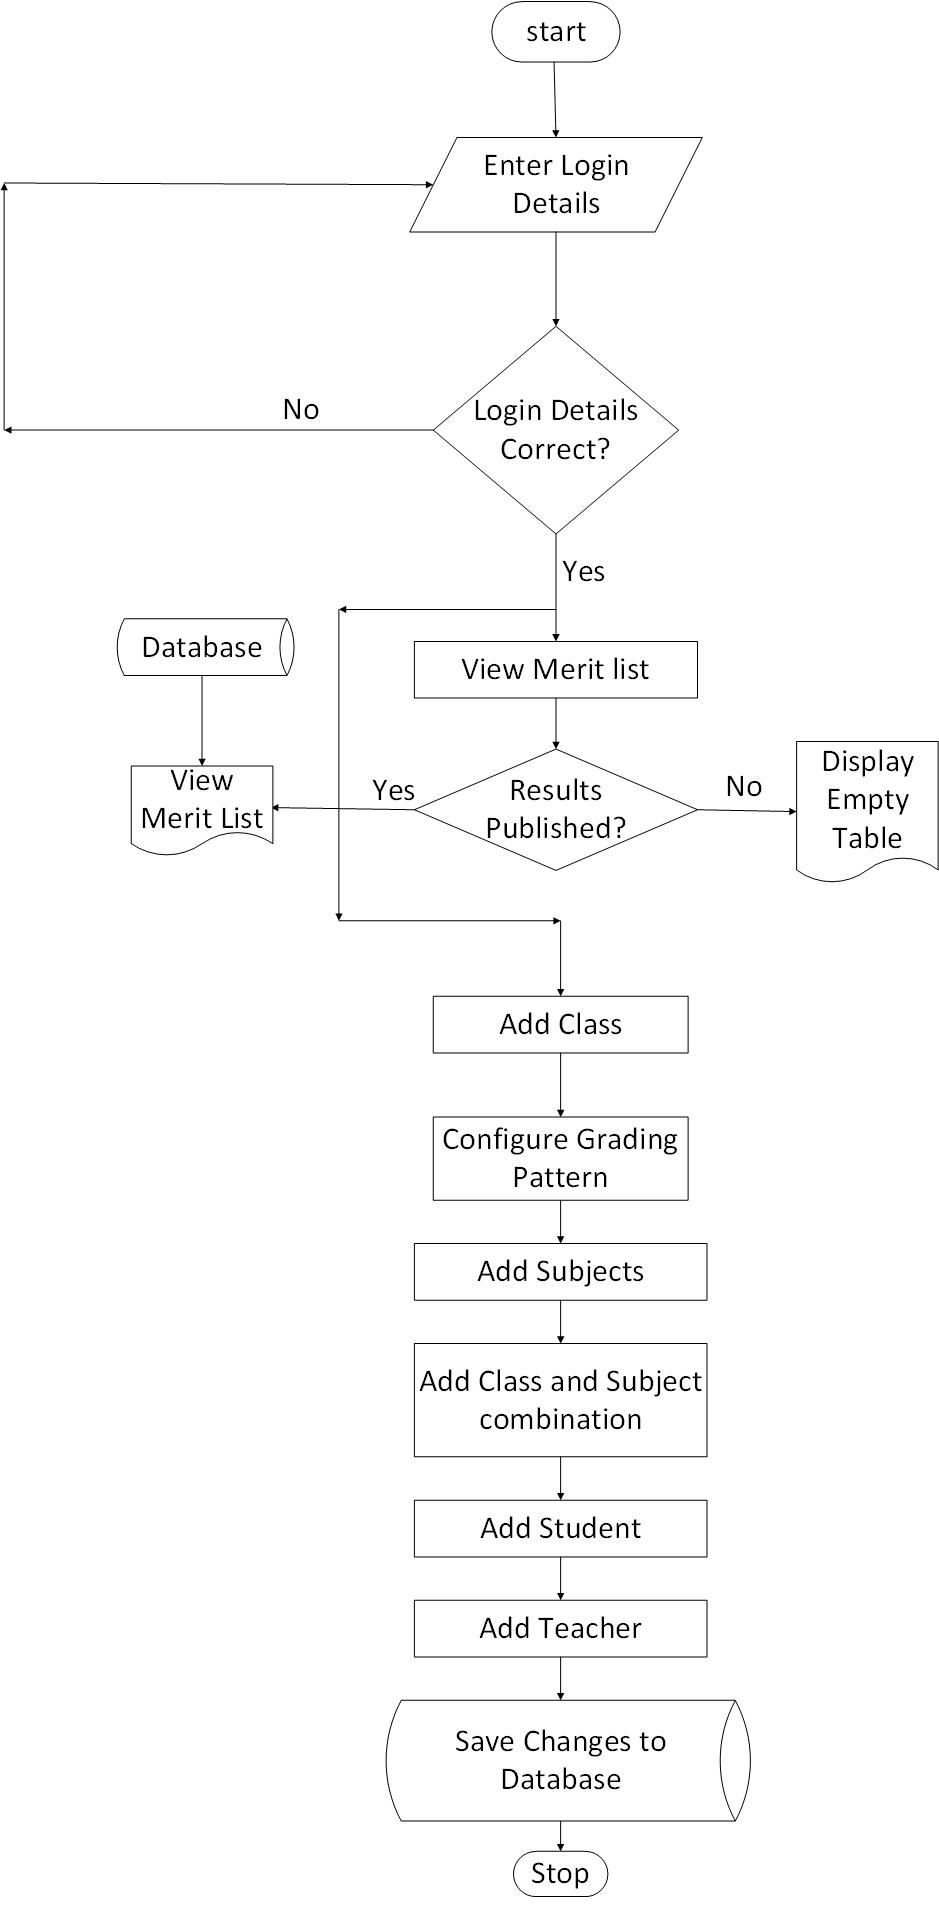 start
Enter Login
Details
No
Login Details
Correct?
Yes
Database
View Merit list
View
Merit List
Yes
Results
Published?
No
Display
Empty
Table
Add Class
Configure Grading
Pattern
Add Subjects
Add Class and Subject
combination
Add Student
Add Teacher
Save Changes to
Database
Stop